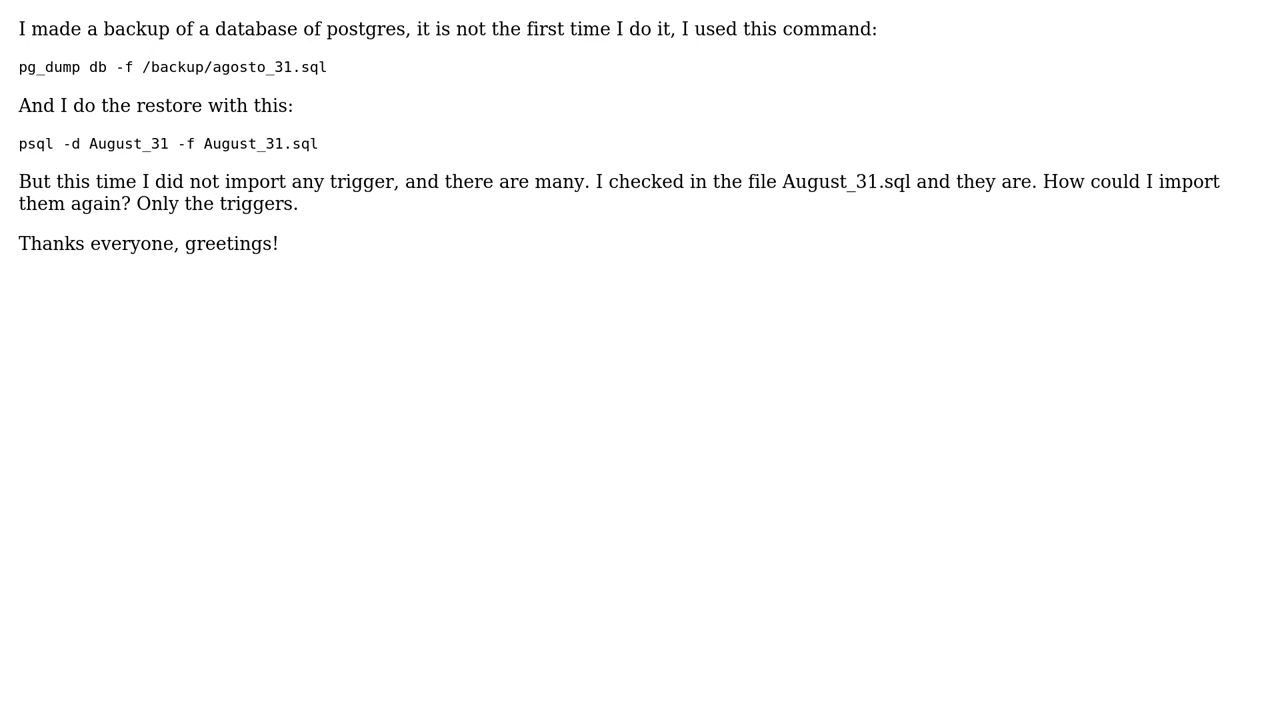 I made a backup of a database of postgres, it is not the first time I do it, I used this command:
pg_dump db -f /backup/agosto_31.sql
And I do the restore with this:
psql -d August_31 -f August_31.sql
But this time I did not import any trigger, and there are many. I checked in the file August_31.sql and they are. How could I import
them again? Only the triggers.
Thanks everyone, greetings!